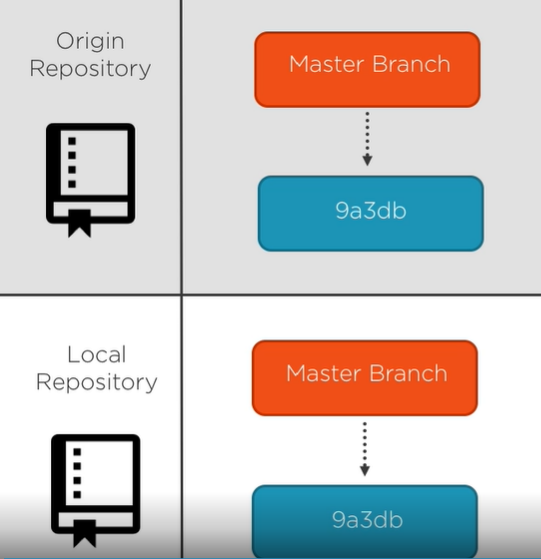 Origin
Repository
Master Branch
9a3db
Local
Repository
Master Branch
9a3db